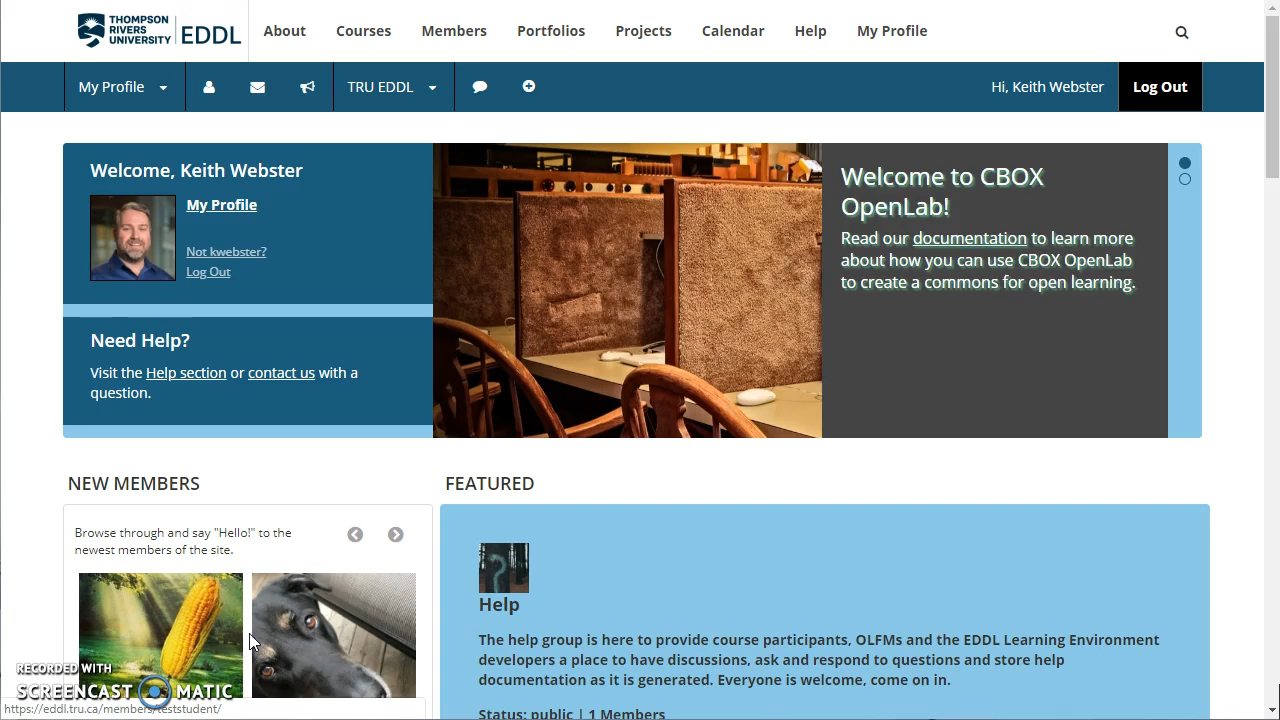 THOMPSON RIVERS UNIVERSITY | EDDL
About Courses Members Portfolios Projects Calendar Help My Profile
My Profile TRU EDDL Hi, Keith Webster Log Out
Welcome, Keith Webster
My Profile
Not kwebster?
Log Out
Need Help?
Visit the Help section or contact us with a
question.
Welcome to CBOX
OpenLab!
Read our documentation to learn more
about how you can use CBOX OpenLab
to create a commons for open learning.
NEW MEMBERS
Browse through and say "Hello!" to the
newest members of the site.
FEATURED
Help
The help group is here to provide course participants, OLFMs and the EDDL Learning Environment
developers a place to have discussions, ask and respond to questions and store help
documentation as it is generated. Everyone is welcome, come on in.
Status: public | 1 Members
RECORDED WITH
SCREENCAST MATIC
https://eddl.tru.ca/members/teststudent/